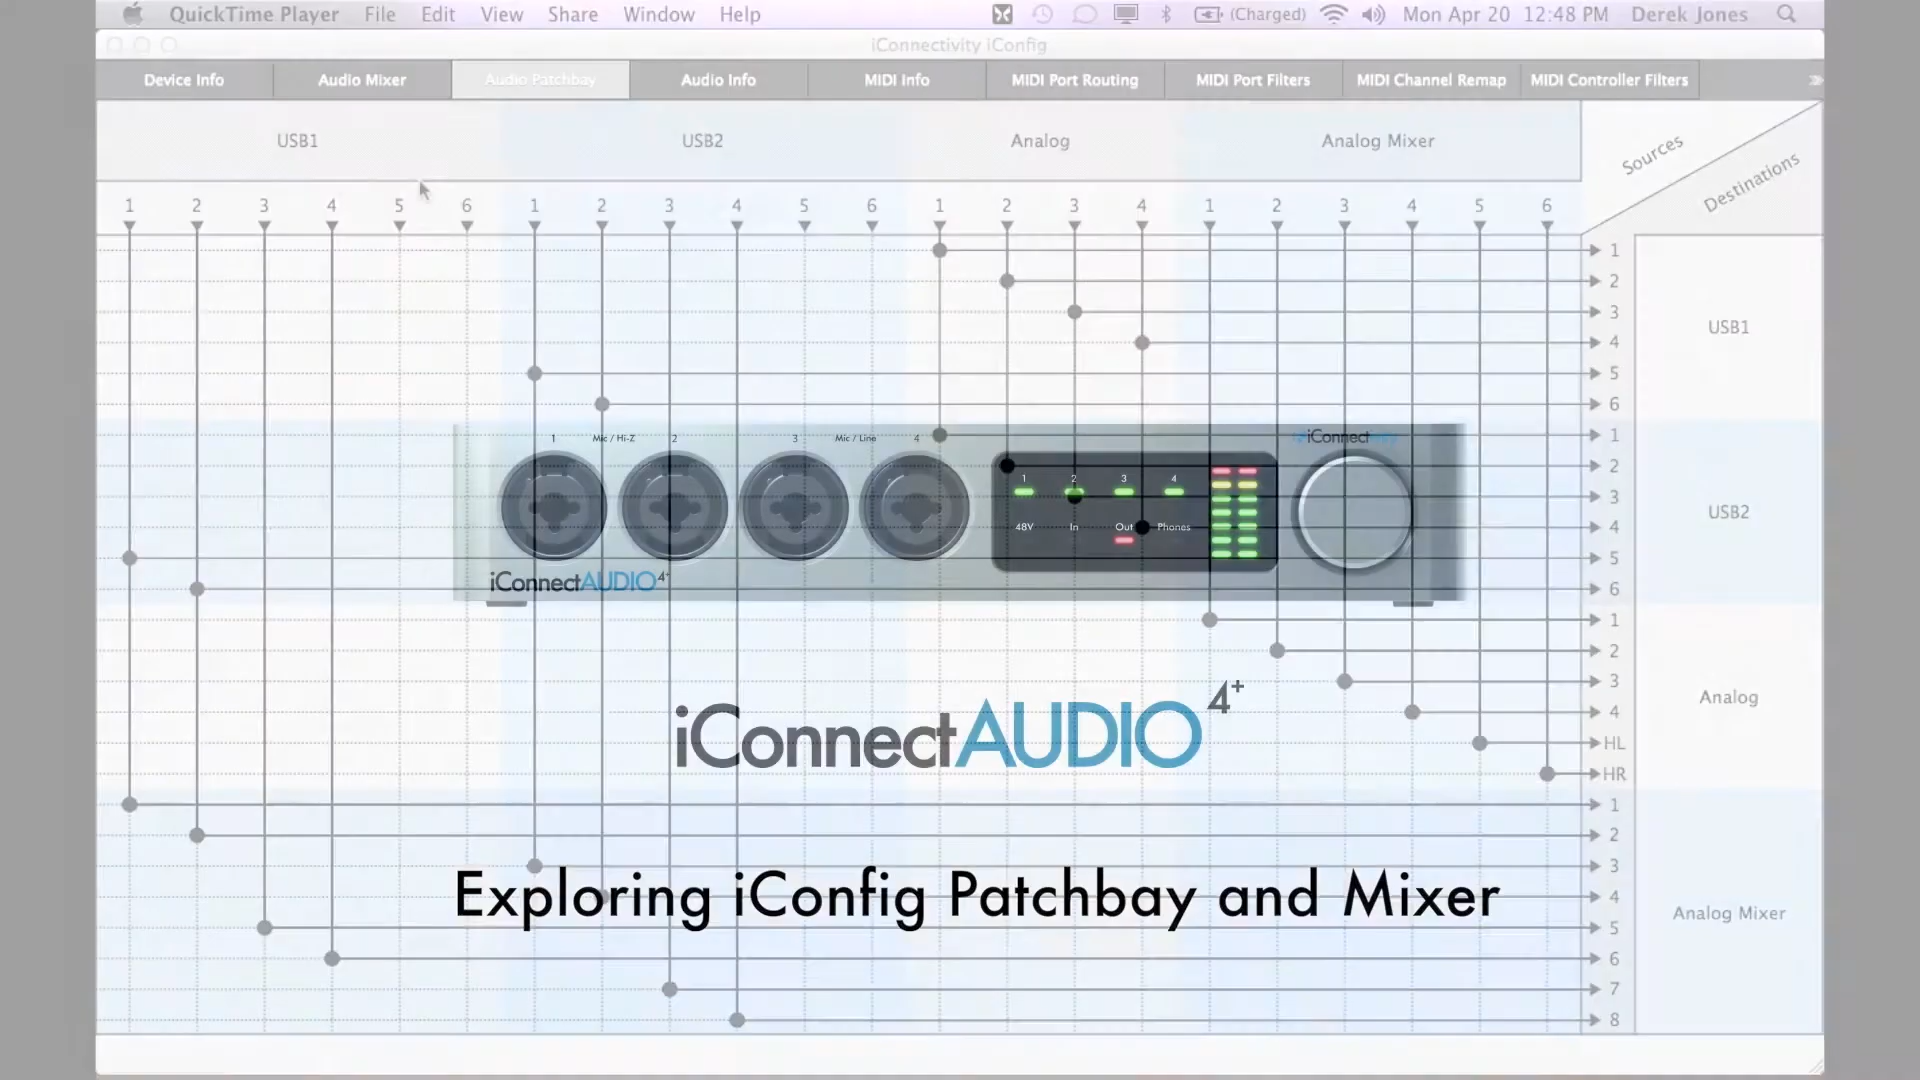 QuickTime Player File Edit View Share Window Help (Charged) Mon Apr 20 12:48 PM Derek Jones
iConnectivity iConfig
Device Info Audio Mixer Audio Patchbay Audio Info MIDI Info MIDI Port Routing MIDI Port Filters MIDI Channel Remap MIDI Controller Filters »
USB1 USB2 Analog Analog Mixer Sources
Destinations
1 2 3 4 5 6 1 2 3 4 5 6 1 2 3 4 1 2 3 4 5 6
1
2
3
USB1
4
5
6
1 Mic / Hi-Z 2 3 Mic / Line 4 iConnect
1
2
1 2 3 4
3
USB2
48V In Out Phones
4
5
iConnectAUDIO4+
6
1
2
3
Analog
4
iConnectAUDIO4+
HL
HR
1
2
3
4
Exploring iConfig Patchbay and Mixer
Analog Mixer
5
6
7
8